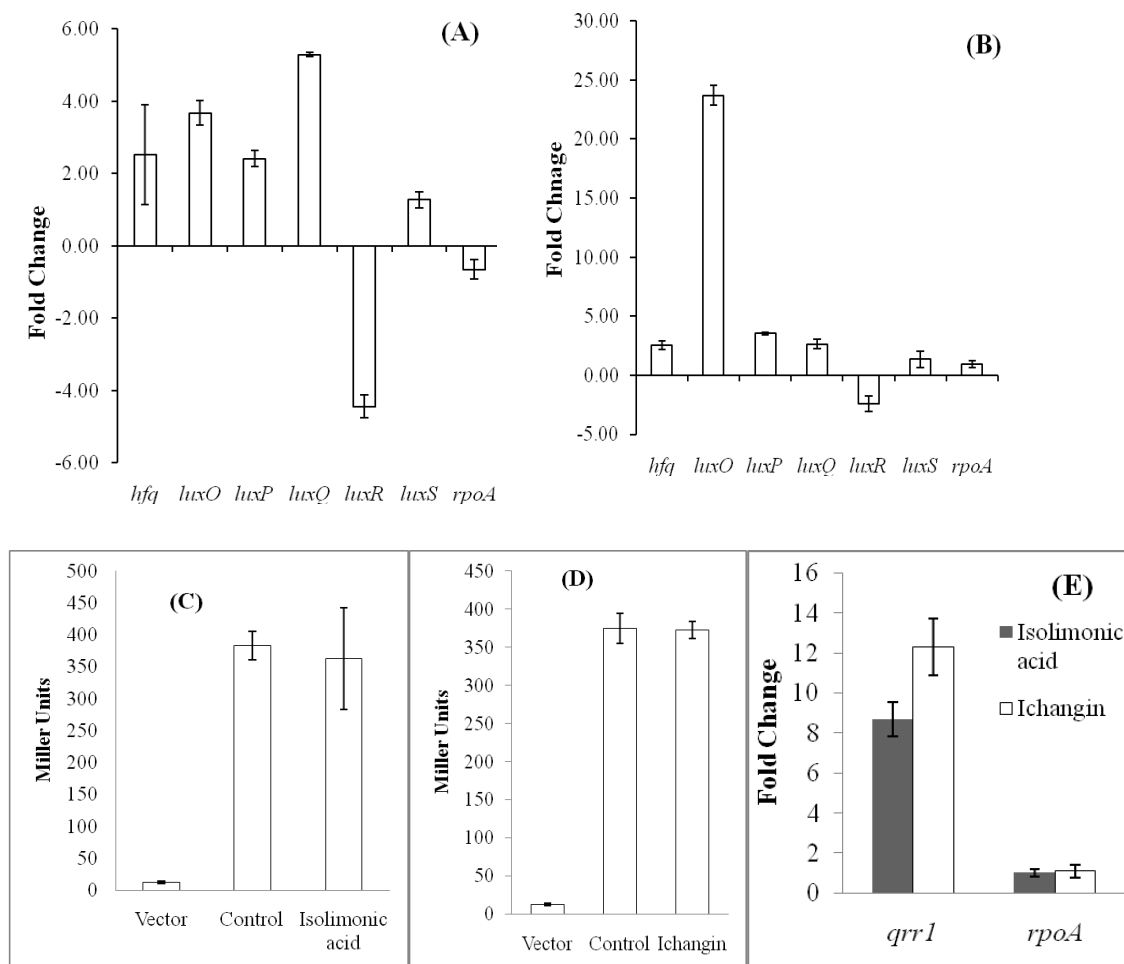 (A)
Fold Change
6.00
4.00
2.00
0.00
-2.00
-4.00
-6.00
hfq luxO luxP luxQ luxR luxS rpoA
(B)
Fold Chnage
30.00
25.00
20.00
15.00
10.00
5.00
0.00
-5.00
hfq luxO luxP luxQ luxR luxS rpoA
(C)
Miller Units
500
450
400
350
300
250
200
150
100
50
0
Vector Control Isolimonic
acid
(D)
Miller Units
450
400
350
300
250
200
150
100
50
0
Vector Control Ichangin
(E)
Fold Change
16
14
12
10
8
6
4
2
0
Isolimonic
acid
Ichangin
qrr1 rpoA